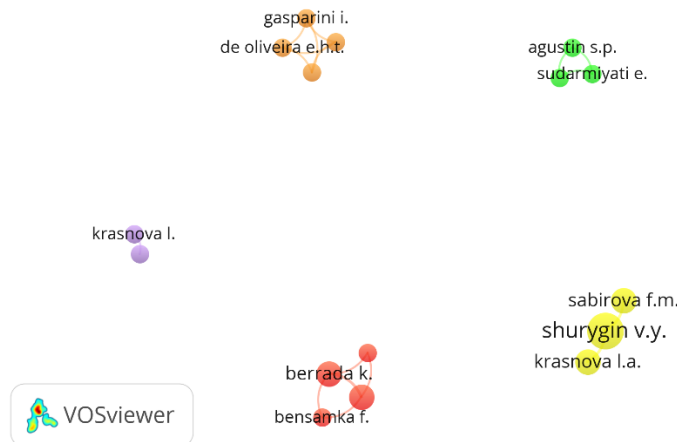 gasparini i.
de oliveira e.h.t.
agustin s.p.
sudarmiyati e.
krasnova l.
sabirova f.m.
shurygin v.y.
krasnova l.a.
berrada k.
bensamka f.
VOSviewer